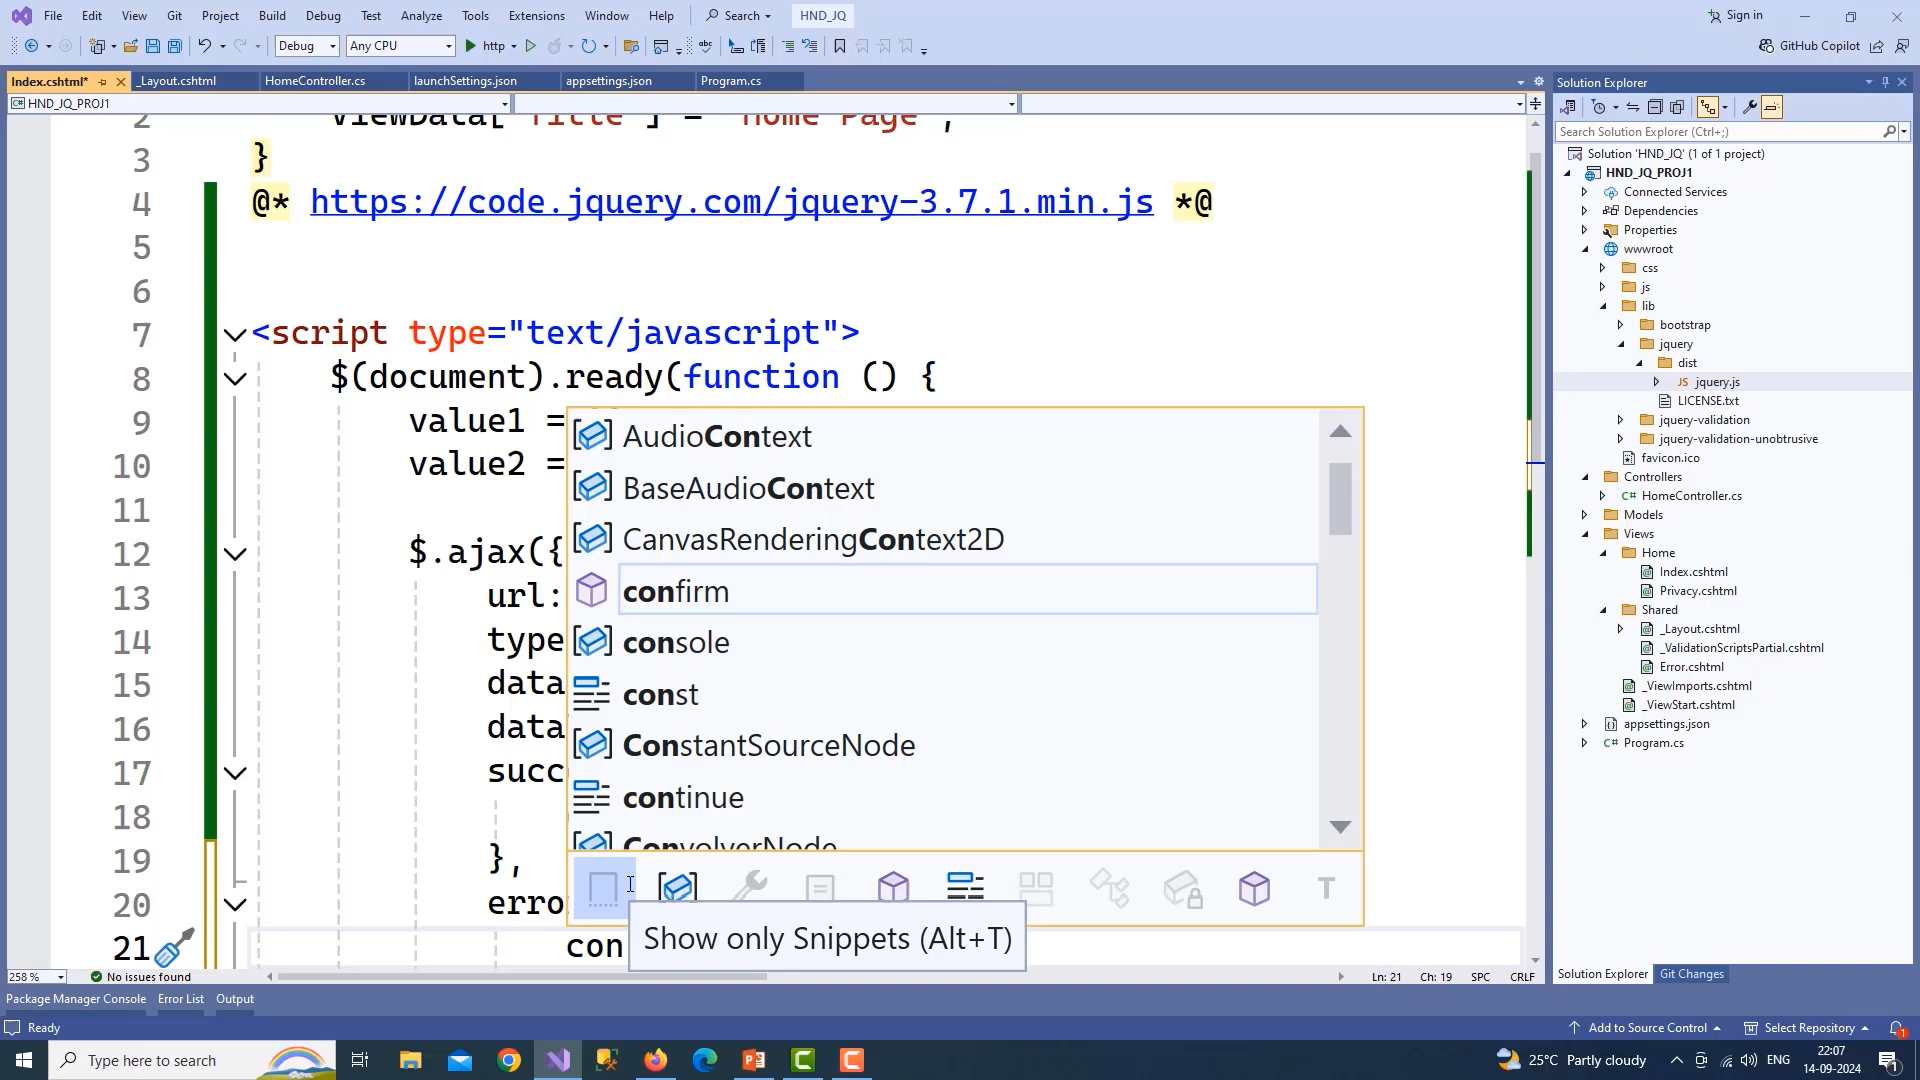 File Edit View Git Project Build Debug Test Analyze Tools Extensions Window Help Search HND_JQ Sign in
Debug Any CPU http GitHub Copilot
Index.cshtml* _Layout.cshtml HomeController.cs launchSettings.json appsettings.json Program.cs
HND_JQ_PROJ1
2 ViewData["Title"] = "Home Page";
3 }
4 @* https://code.jquery.com/jquery-3.7.1.min.js *@
5
6
7 <script type="text/javascript">
8 $(document).ready(function () {
9 value1 =
10 value2 =
11
12 $.ajax({
13 url:
14 type
15 data
16 data
17 succ
18
19 },
20 erro
21 con
AudioContext
BaseAudioContext
CanvasRenderingContext2D
confirm
console
const
ConstantSourceNode
continue
ConvolverNode
T
Show only Snippets (Alt+T)
258 % No issues found Ln: 21 Ch: 19 SPC CRLF
Package Manager Console Error List Output
Solution Explorer
Search Solution Explorer (Ctrl+;)
Solution 'HND_JQ' (1 of 1 project)
HND_JQ_PROJ1
Connected Services
Dependencies
Properties
wwwroot
css
js
lib
bootstrap
jquery
dist
JS jquery.js
LICENSE.txt
jquery-validation
jquery-validation-unobtrusive
favicon.ico
Controllers
C# HomeController.cs
Models
Views
Home
Index.cshtml
Privacy.cshtml
Shared
_Layout.cshtml
_ValidationScriptsPartial.cshtml
Error.cshtml
_ViewImports.cshtml
_ViewStart.cshtml
appsettings.json
C# Program.cs
Solution Explorer Git Changes
Ready Add to Source Control Select Repository 1
Type here to search 25°C Partly cloudy ENG 22:07
14-09-2024 1